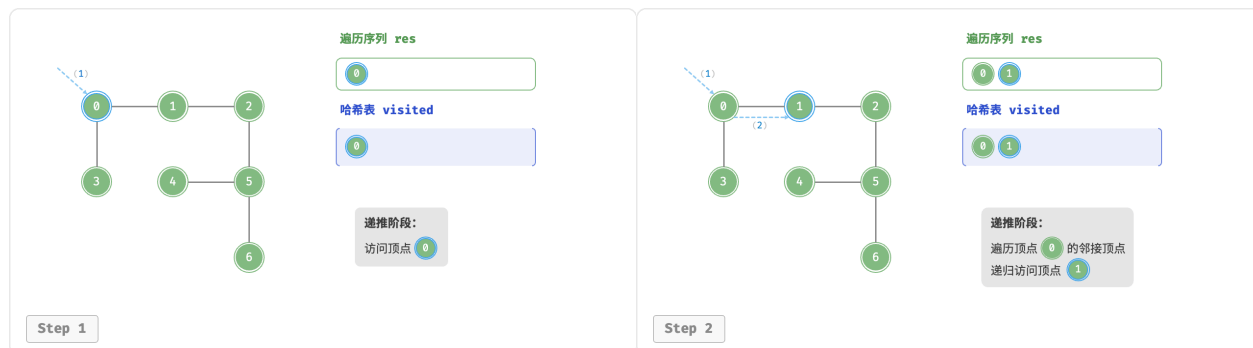 遍历序列 res
0
(1)
0
1
2
哈希表 visited
0
3
4
5
递推阶段：
访问顶点 0
6
Step 1
遍历序列 res
0 1
(1)
0
1
2
(2)
哈希表 visited
0 1
3
4
5
递推阶段：
遍历顶点 0 的邻接顶点
递归访问顶点 1
6
Step 2